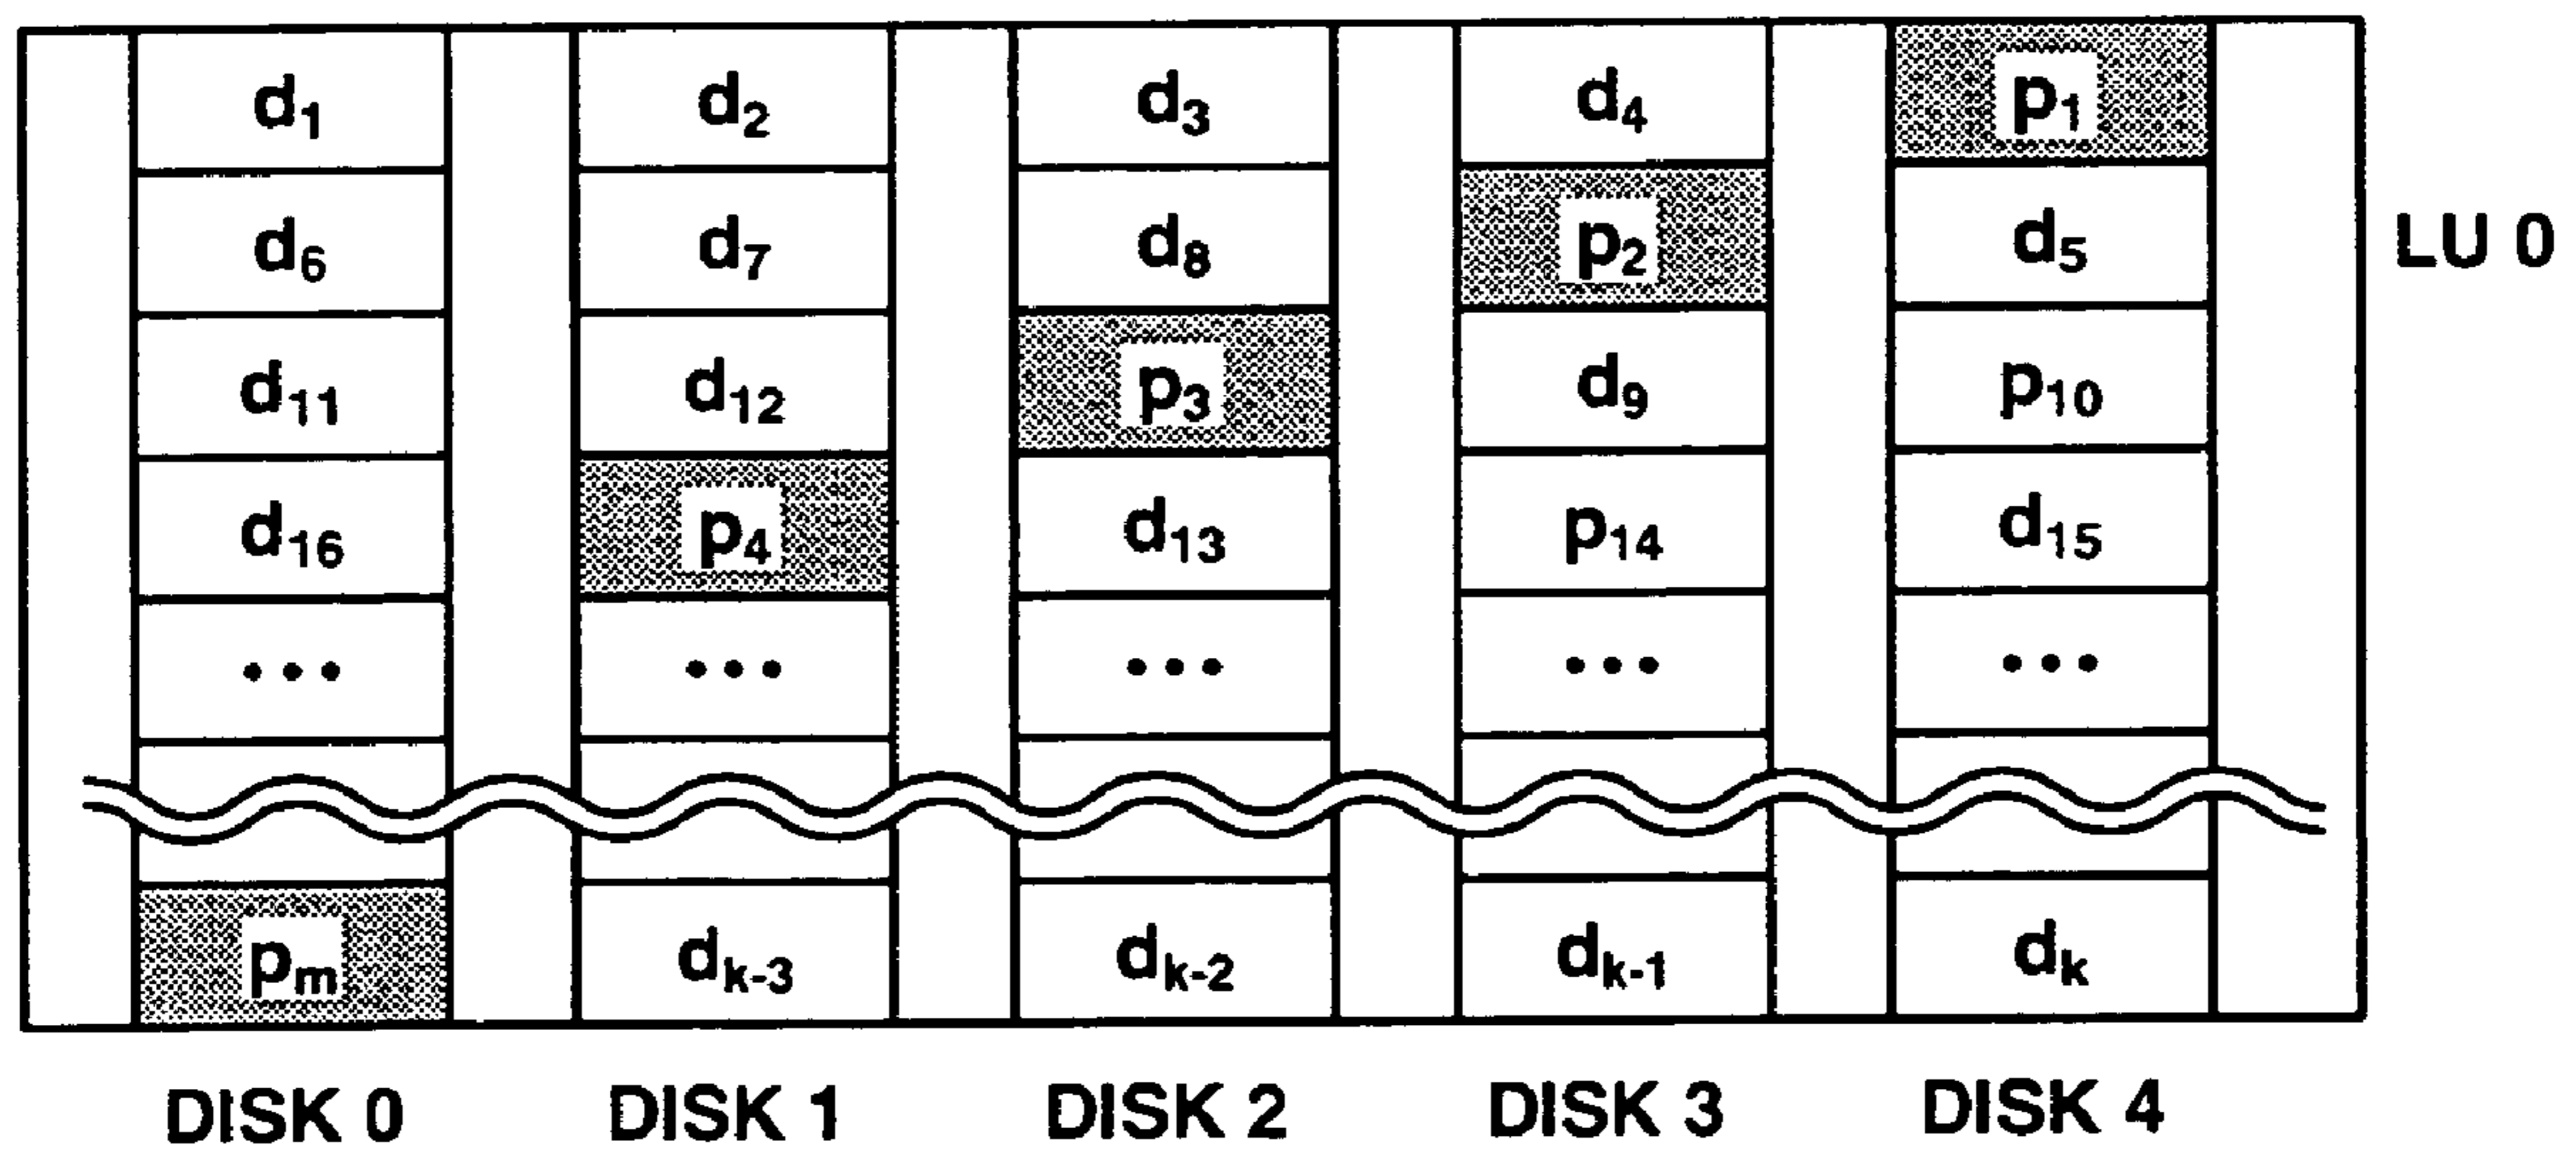 d₁ d₂ d₃ d₄ p₁
d₆ d₇ d₈ p₂ d₅ LU 0
d₁₁ d₁₂ p₃ d₉ p₁₀
d₁₆ p₄ d₁₃ p₁₄ d₁₅
••• ••• ••• ••• •••
pₘ dₖ₋₃ dₖ₋₂ dₖ₋₁ dₖ
DISK 0 DISK 1 DISK 2 DISK 3 DISK 4